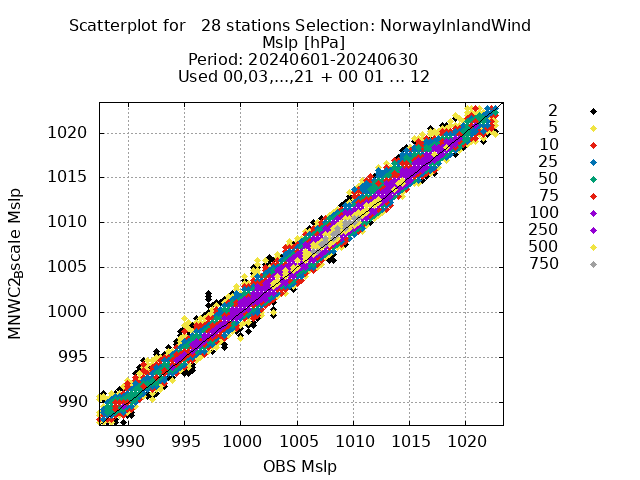 Scatterplot for 28 stations Selection: NorwayInlandWind
Mslp [hPa]
Period: 20240601-20240630
Used 00,03,...,21 + 00 01 ... 12
MNWC2pscale Mslp
1020
1015
1010
1005
1000
995
990
990 995 1000 1005 1010 1015 1020
OBS Mslp
2
5
10
25
50
75
100
250
500
750